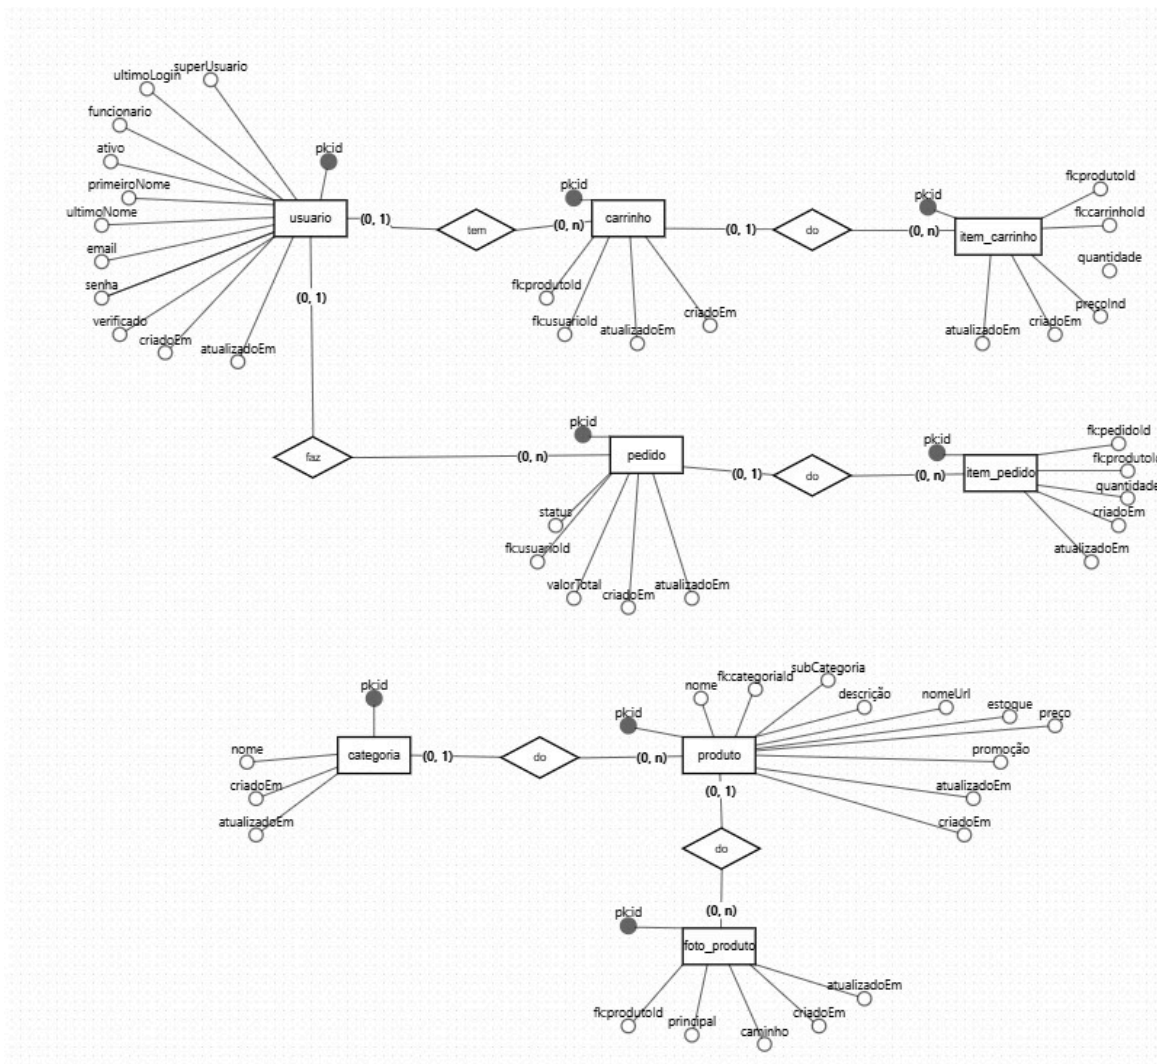 superUsuario
ultimoLogin
funcionario
ativo
pk:id
primeiroNome
ultimoNome
email
senha
verificado
criadoEm
atualizadoEm
usuario
(0, 1)
tem
(0, n)
pk:id
carrinho
fk:produtoId
fk:usuarioId
atualizadoEm
criadoEm
(0, 1)
do
(0, n)
pk:id
item_carrinho
fk:produtoId
fk:carrinhoId
quantidade
preçoInd
criadoEm
atualizadoEm
(0, 1)
faz
(0, n)
pk:id
pedido
status
fk:usuarioId
valorTotal
criadoEm
atualizadoEm
(0, 1)
do
(0, n)
pk:id
item_pedido
fk:pedidoId
fk:produtoId
quantidade
criadoEm
atualizadoEm
pk:id
nome
criadoEm
atualizadoEm
categoria
(0, 1)
do
(0, n)
pk:id
nome
fk:categoriaId
subCategoria
descrição
nomeUrl
estoque
preço
promoção
atualizadoEm
criadoEm
produto
(0, 1)
do
(0, n)
pk:id
foto_produto
fk:produtoId
principal
caminho
criadoEm
atualizadoEm